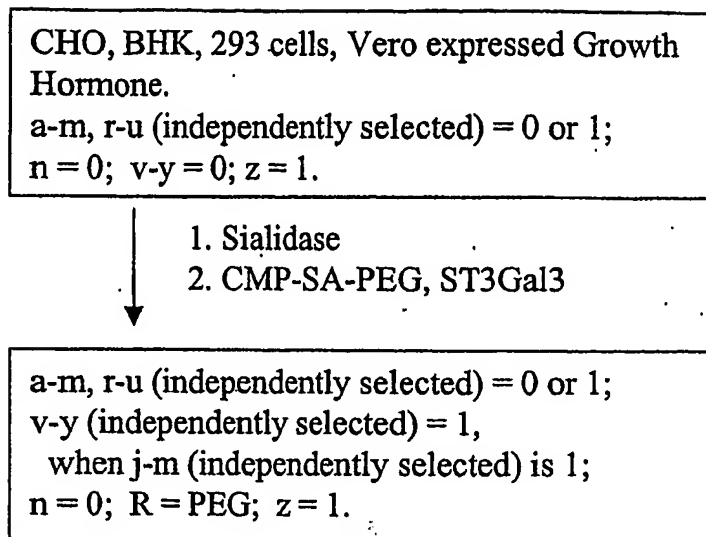 CHO, BHK, 293 cells, Vero expressed Growth
Hormone.
a-m, r-u (independently selected) = 0 or 1;
n = 0; v-y = 0; z = 1.
1. Sialidase
2. CMP-SA-PEG, ST3Gal3
a-m, r-u (independently selected) = 0 or 1;
v-y (independently selected) = 1,
when j-m (independently selected) is 1;
n = 0; R = PEG; z = 1.